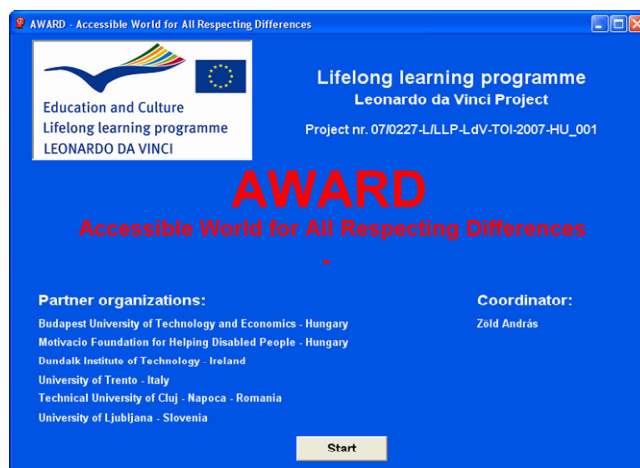 AWARD - Accessible World for All Respecting Differences
Education and Culture
Lifelong learning programme
LEONARDO DA VINCI
Lifelong learning programme
Leonardo da Vinci Project
Project nr. 07/0227-L/LLP-LdV-TOI-2007-HU_001
AWARD
Accessible World for All Respecting Differences
-
Partner organizations:
Budapest University of Technology and Economics - Hungary
Motivacio Foundation for Helping Disabled People - Hungary
Dundalk Institute of Technology - Ireland
University of Trento - Italy
Technical University of Cluj - Napoca - Romania
University of Ljubljana - Slovenia
Coordinator:
Zöld András
Start